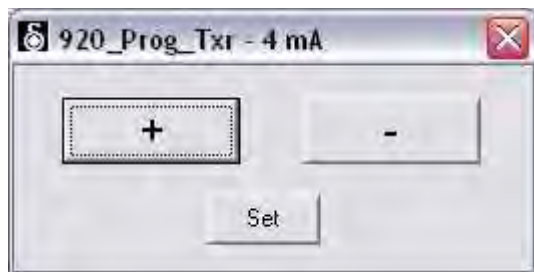 δ 920_Prog_Txr - 4 mA
+ -
Set